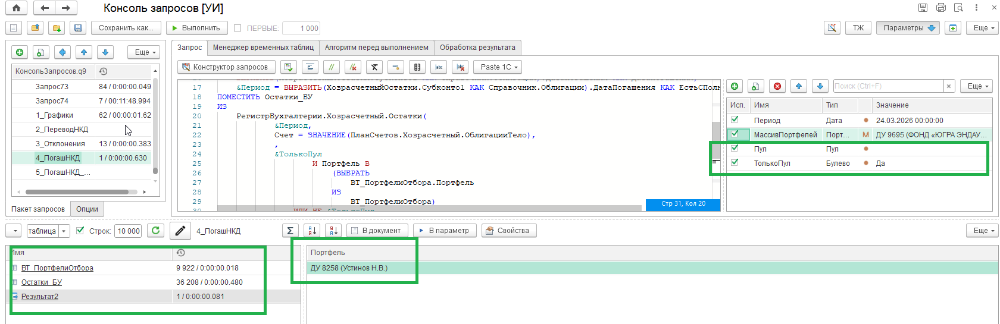 Консоль запросов [УИ]
Сохранить как... Выполнить ПЕРВЫЕ: 1 000 ТЖ Параметры Еще
Еще
КонсольЗапросов.q9
Запрос73 84 / 0:00:00.049
Запрос74 7 / 00:11:48.994
1_Графики 62 / 00:00:01.62
2_ПереводНКД
3_Отклонения 13 / 0:00:00.383
4_ПогашНКД 1 / 0:00:00.630
5_ПогашНКД_...
Пакет запросов Опции
Запрос Менеджер временных таблиц Алгоритм перед выполнением Обработка результата
Конструктор запросов Paste 1C
17 &Период = ВЫРАЗИТЬ(ХозрасчетныйОстатки.Субконто1 КАК Справочник.Облигации).ДатаПогашения КАК ЕстьСПоль
18 ПОМЕСТИТЬ Остатки_БУ
19 ИЗ
20 РегистрБухгалтерии.Хозрасчетный.Остатки(
21 &Период,
22 Счет = ЗНАЧЕНИЕ(ПланСчетов.Хозрасчетный.ОблигацииТело),
23 ,
24 &ТолькоПул
25 И Портфель В
26 (ВЫБРАТЬ
27 ВТ_ПортфелиОтбора.Портфель
28 ИЗ
29 ВТ_ПортфелиОтбора)
30 ИЛИ НЕ &ТолькоПул
Стр 31, Кол 20
Поиск (Ctrl+F) Еще
Исп. Имя Тип Значение
Период Дата 24.03.2026 00:00:00
МассивПортфелей Порт... М ДУ 9695 (ФОНД «ЮГРА ЭНДАУ...
Пул Пул
ТолькоПул Булево Да
таблица Строк: 10 000 4_ПогашНКД Σ В документ В параметр Свойства Еще
Имя
ВТ_ПортфелиОтбора 9 922 / 0:00:00.018
Остатки_БУ 36 208 / 0:00:00.480
Результат2 1 / 0:00:00.081
Портфель
ДУ 8258 (Устинов Н.В.)